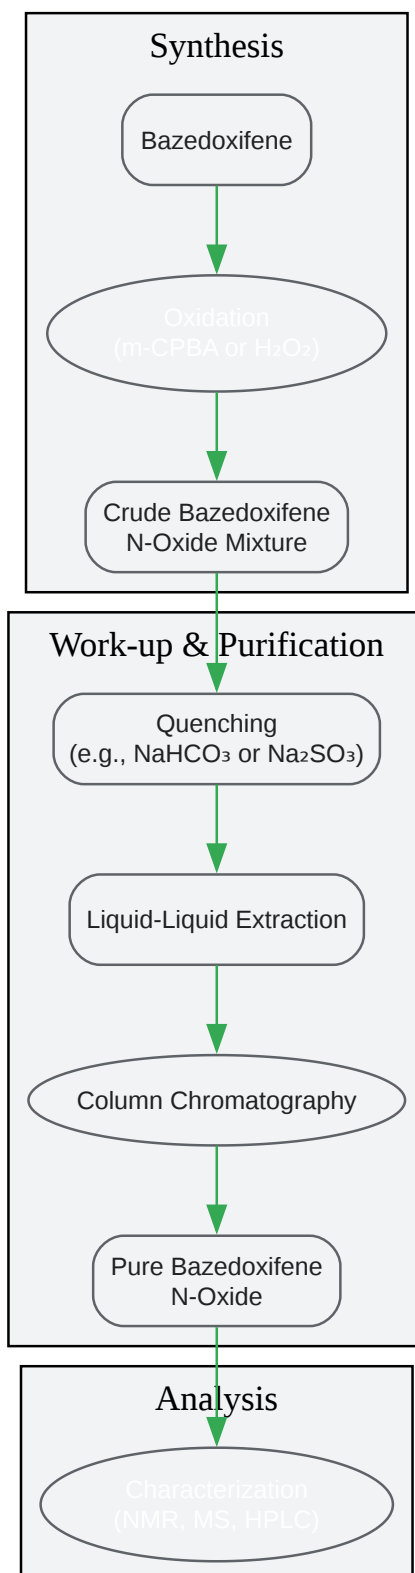 Synthesis
Bazedoxifene
Oxidation
(m-CPBA or H₂O₂)
Crude Bazedoxifene
N-Oxide Mixture
Work-up & Purification
Quenching
(e.g., NaHCO₃ or Na₂SO₃)
Liquid-Liquid Extraction
Column Chromatography
Pure Bazedoxifene
N-Oxide
Analysis
Characterization
(NMR, MS, HPLC)